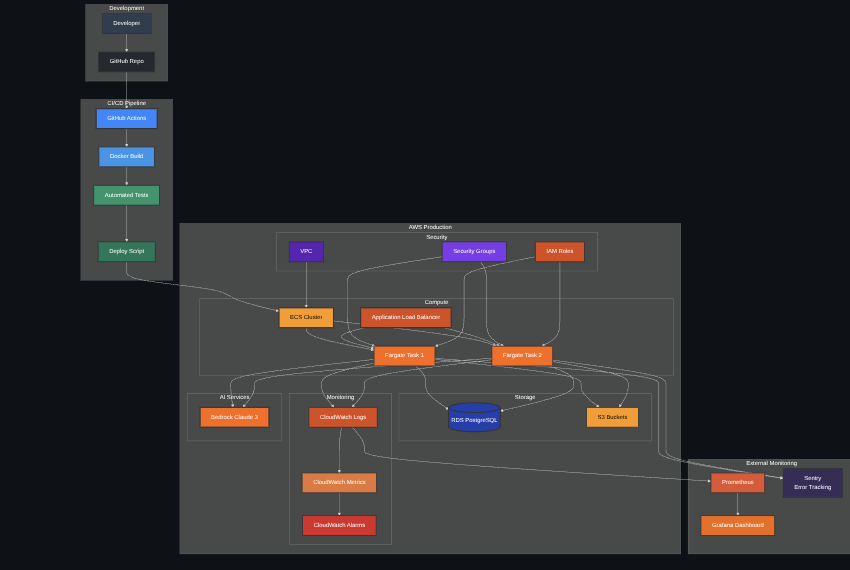 Development
Developer
GitHub Repo
CI/CD Pipeline
GitHub Actions
Docker Build
Automated Tests
Deploy Script
AWS Production
Security
VPC
Security Groups
IAM Roles
Compute
ECS Cluster
Application Load Balancer
Fargate Task 1
Fargate Task 2
AI Services
Bedrock Claude 3
Monitoring
CloudWatch Logs
CloudWatch Metrics
CloudWatch Alarms
Storage
RDS PostgreSQL
S3 Buckets
External Monitoring
Prometheus
Sentry
Error Tracking
Grafana Dashboard